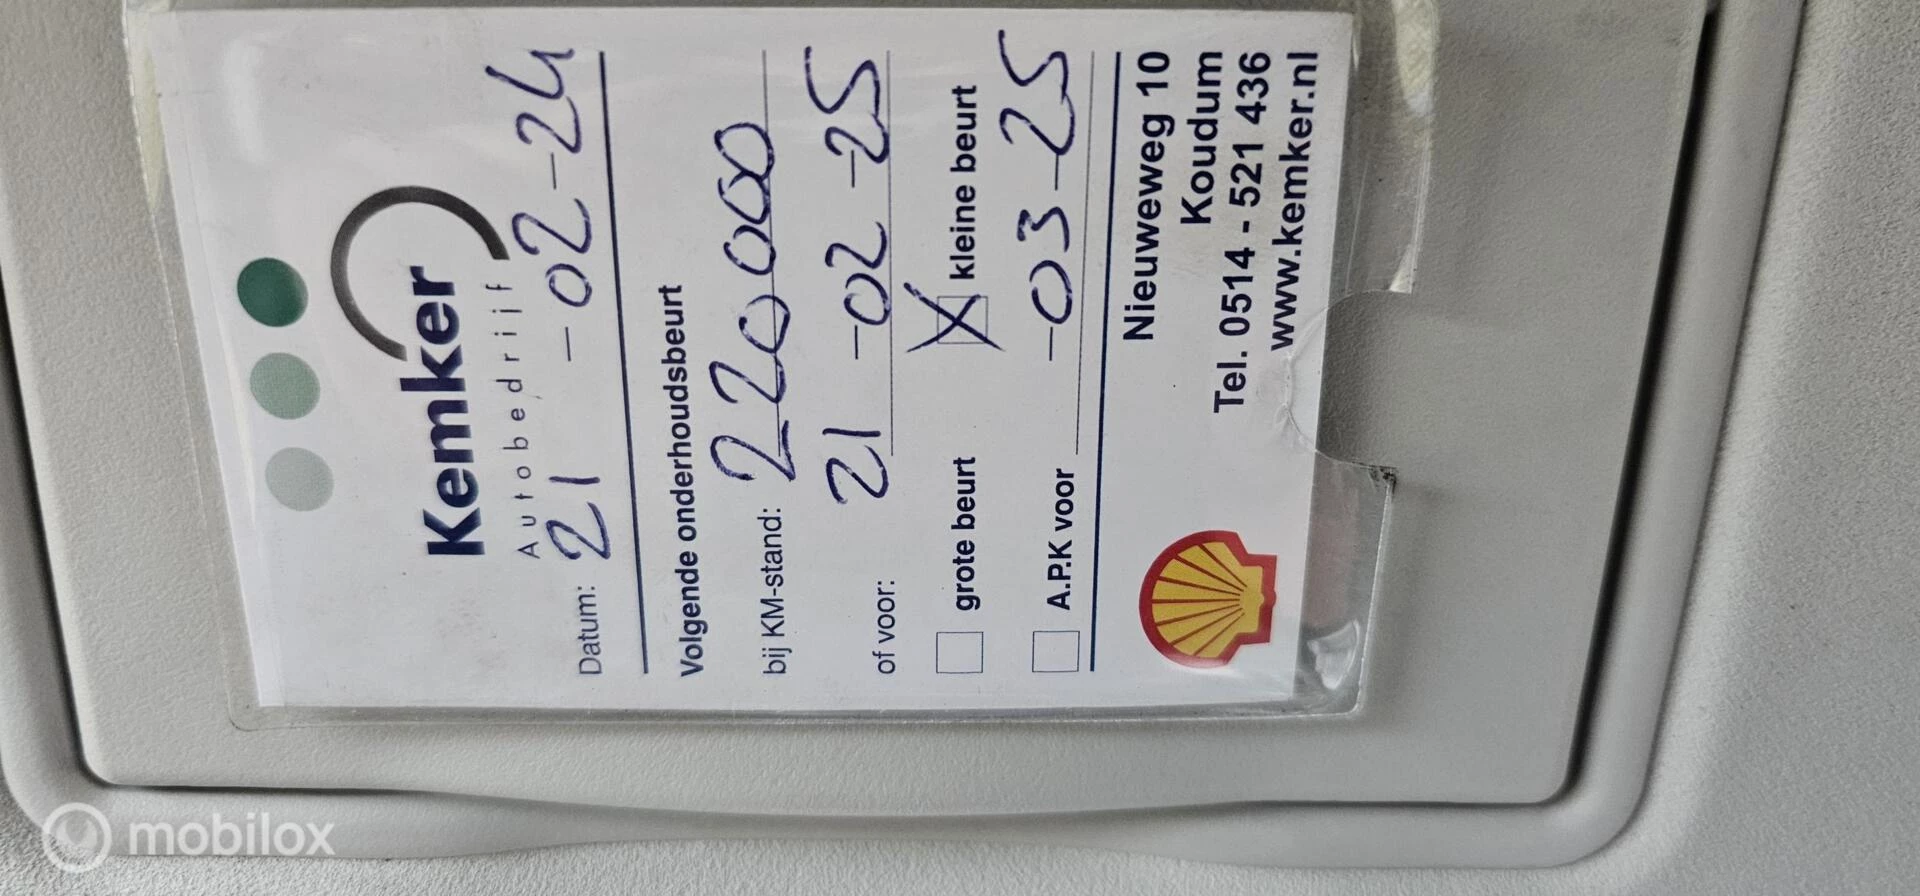 Kemker
Autobedrijf
Datum: 21-02-24
Volgende onderhoudsbeurt
bij KM-stand: 220000
of voor: 21-02-25
grote beurt X kleine beurt
A.P.K voor -03-25
Nieuweweg 10
Koudum
Tel. 0514 - 521 436
www.kemker.nl
mobilox